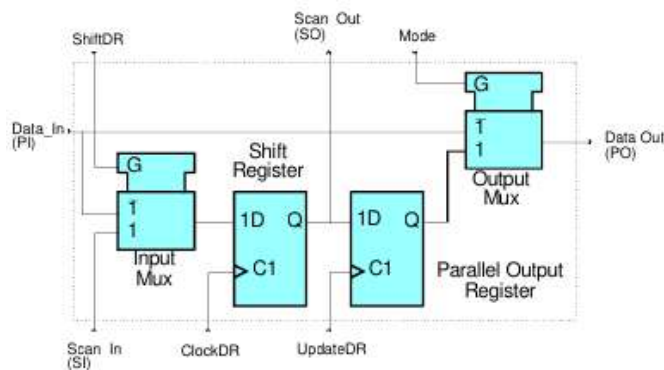 Scan Out
(SO)
Mode
ShiftDR
Data_In
(PI)
G
1
1
Data Out
(PO)
Output
Mux
Shift
Register
G
1
1
Input
Mux
1D Q
C1
1D Q
C1
Parallel Output
Register
Scan In
(SI)
ClockDR
UpdateDR